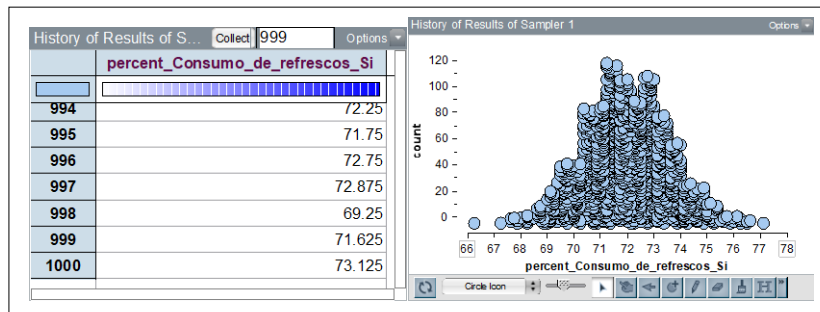 History of Results of S... Collect 999 Options
percent_Consumo_de_refrescos_Si
994 72.25
995 71.75
996 72.75
997 72.875
998 69.25
999 71.625
1000 73.125
History of Results of Sampler 1 Options
120
100
80
60
40
20
0
count
66 67 68 69 70 71 72 73 74 75 76 77 78
percent_Consumo_de_refrescos_Si
Circle Icon